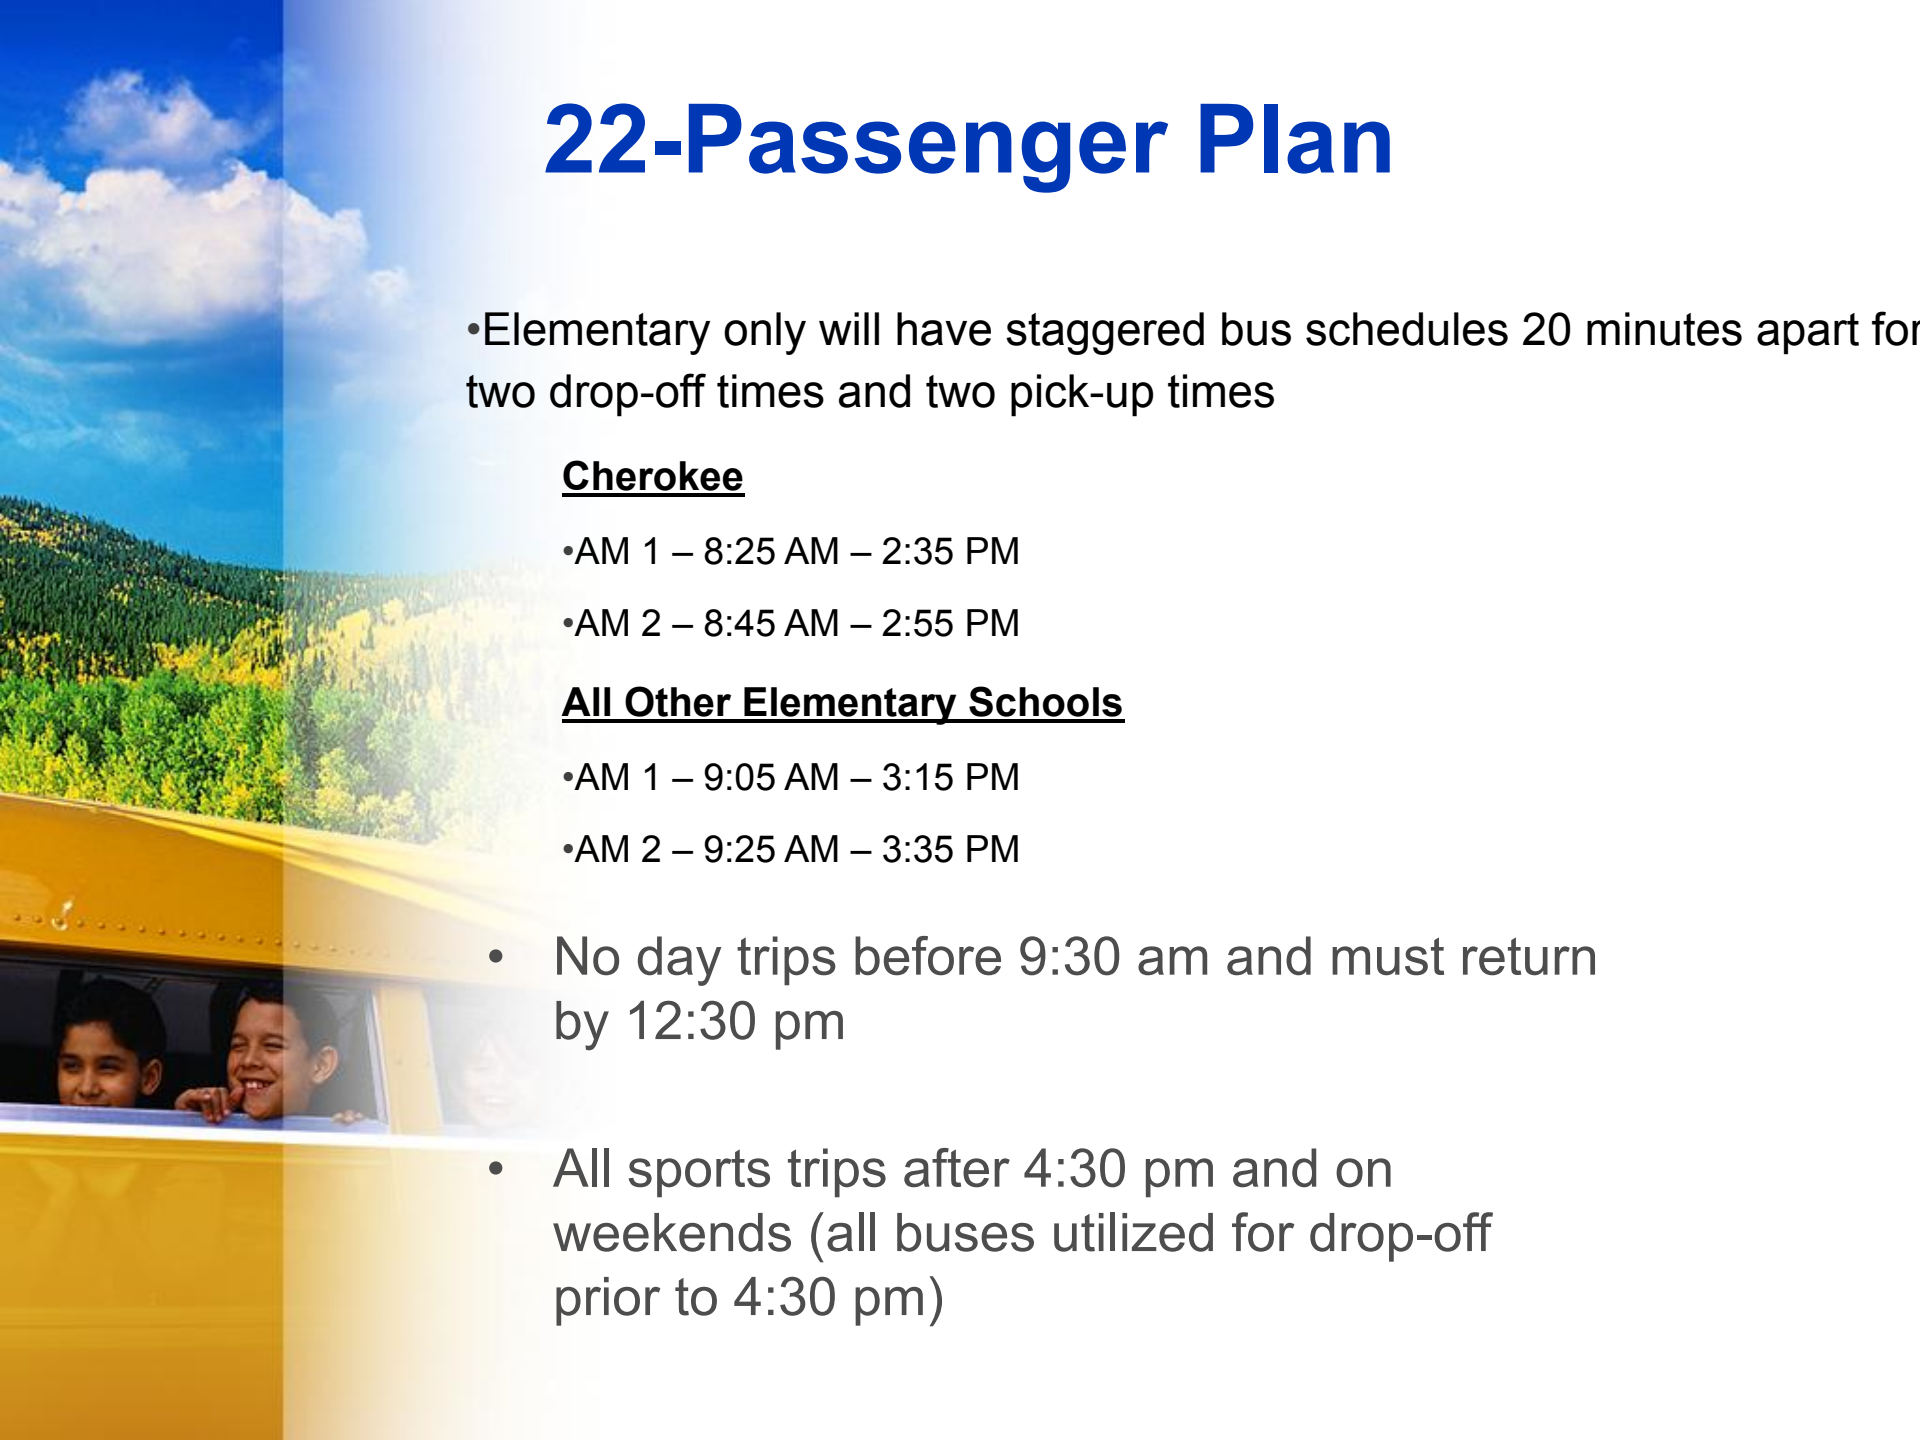 22-Passenger Plan
•Elementary only will have staggered bus schedules 20 minutes apart for
two drop-off times and two pick-up times
Cherokee
•AM 1 – 8:25 AM – 2:35 PM
•AM 2 – 8:45 AM – 2:55 PM
All Other Elementary Schools
•AM 1 – 9:05 AM – 3:15 PM
•AM 2 – 9:25 AM – 3:35 PM
• No day trips before 9:30 am and must return
by 12:30 pm
• All sports trips after 4:30 pm and on
weekends (all buses utilized for drop-off
prior to 4:30 pm)